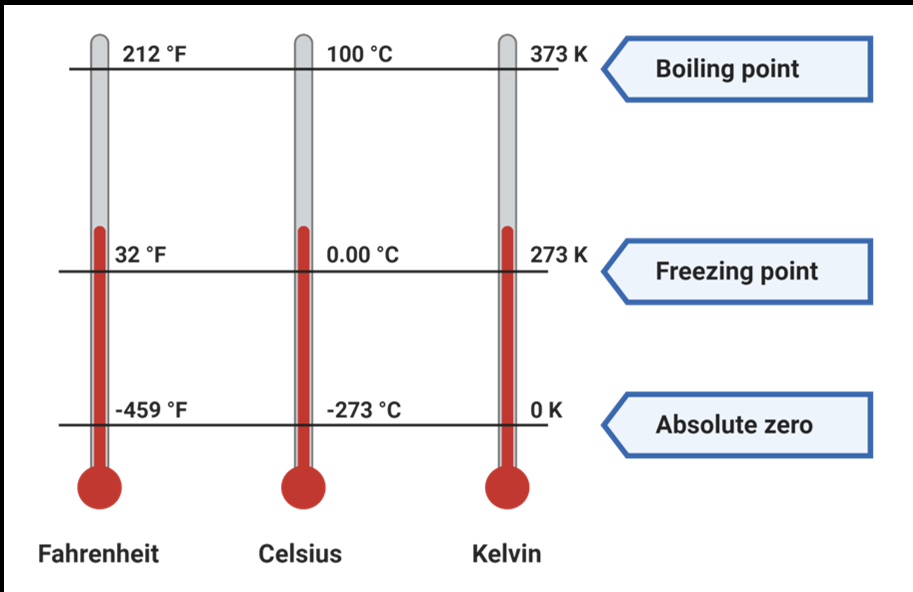 212 °F
100 °C
373 K
Boiling point
32 °F
0.00 °C
273 K
Freezing point
-459 °F
-273 °C
0 K
Absolute zero
Fahrenheit
Celsius
Kelvin